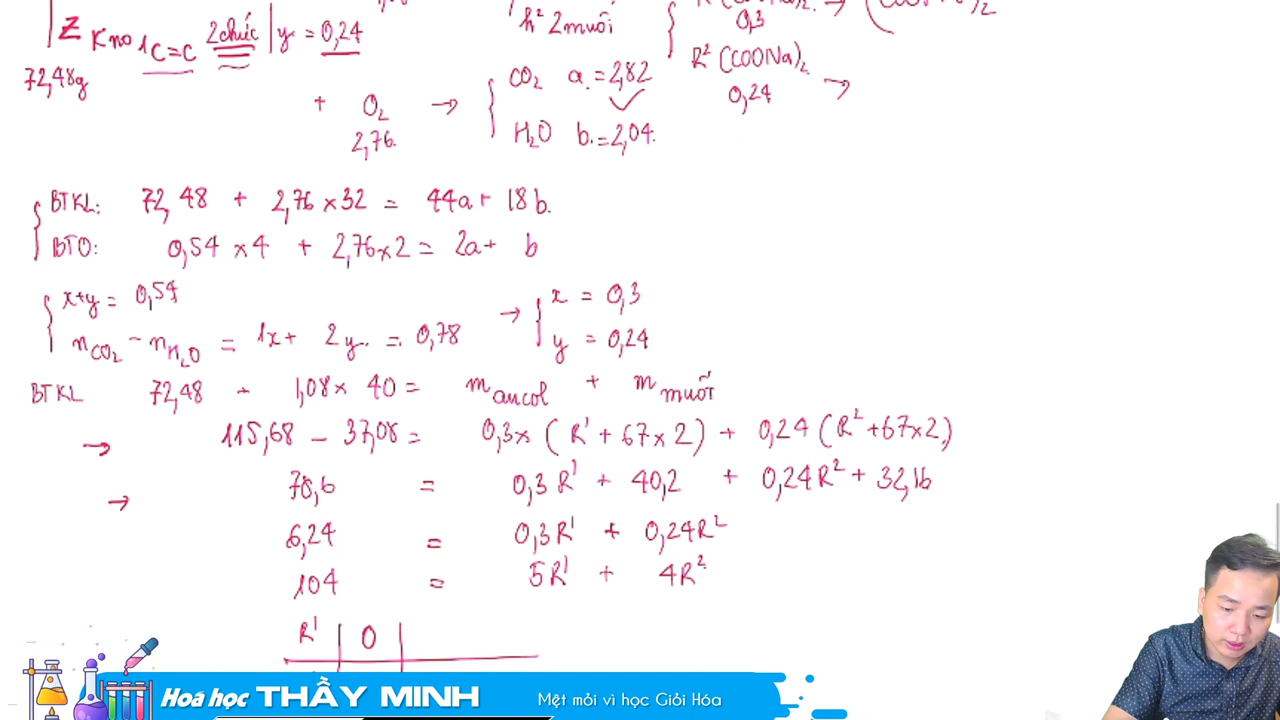 Z Kno 1C=C 2chức y = 0,24
72,48g
h² 2muối
0,3
R² (COONa)₂
0,24 →
+ O₂ → CO₂ a = 2,82
2,76 H₂O b = 2,04
BTKL: 72,48 + 2,76 × 32 = 44a + 18b
BTO: 0,54 × 4 + 2,76 × 2 = 2a + b
x+y = 0,54 → x = 0,3
nCO₂ − nH₂O = 1x + 2y = 0,78 y = 0,24
BTKL 72,48 + 1,08 × 40 = m ancol + m muối
→ 115,68 − 37,08 = 0,3 × (R¹ + 67×2) + 0,24 (R² + 67×2)
→ 78,6 = 0,3R¹ + 40,2 + 0,24R² + 32,16
6,24 = 0,3R¹ + 0,24R²
104 = 5R¹ + 4R²
R¹ | 0 |
Hoá học THẦY MINH Mệt mỏi vì học Giỏi Hóa